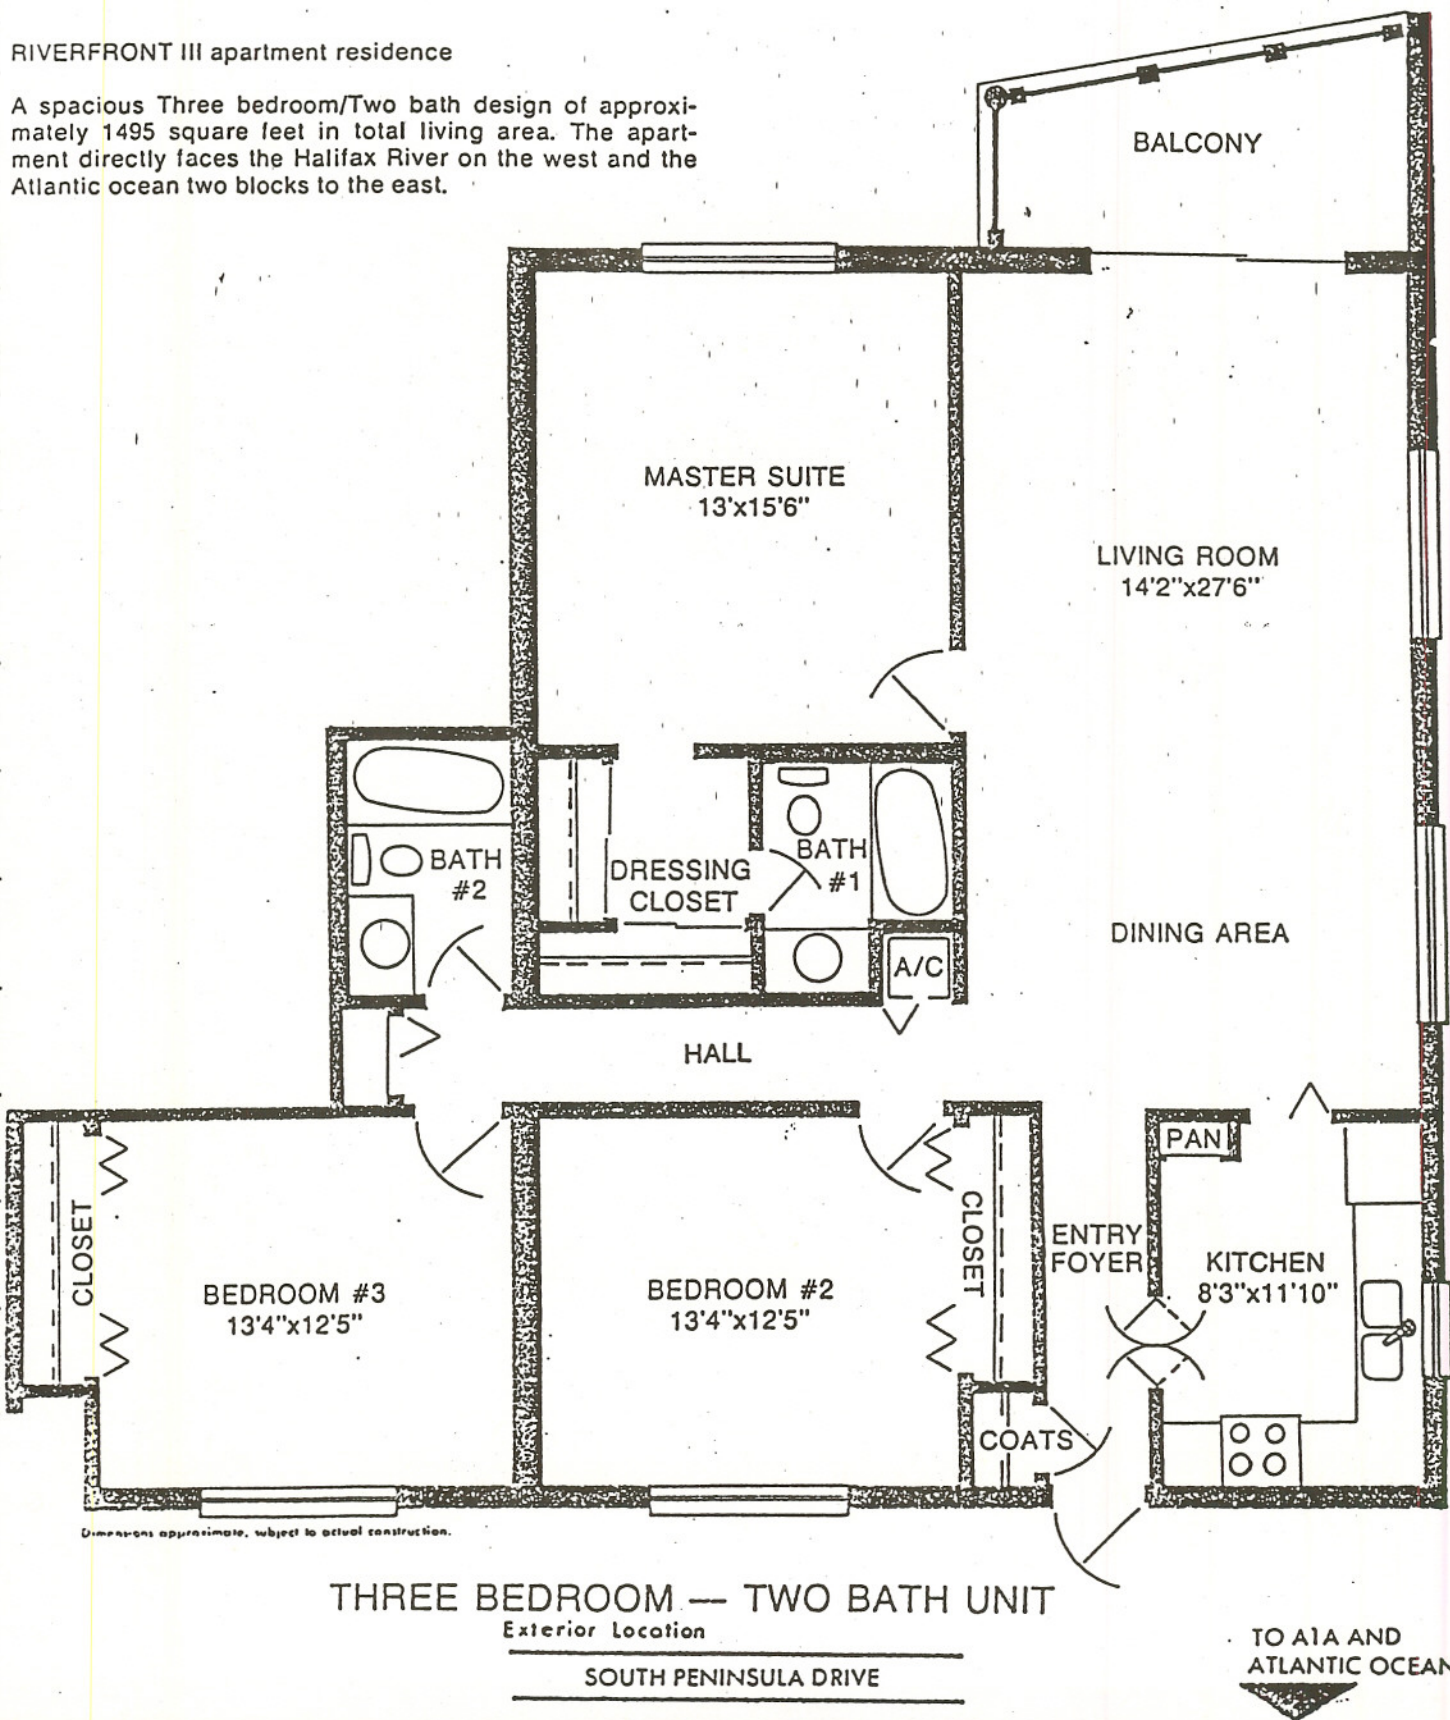 RIVERFRONT III apartment residence
A spacious Three bedroom/Two bath design of approxi-
mately 1495 square feet in total living area. The apart-
ment directly faces the Halifax River on the west and the
Atlantic ocean two blocks to the east.
BALCONY
MASTER SUITE
13'x15'6"
LIVING ROOM
14'2"x27'6"
BATH
#2
DRESSING
CLOSET
BATH
#1
A/C
DINING AREA
HALL
PAN
CLOSET
BEDROOM #3
13'4"x12'5"
BEDROOM #2
13'4"x12'5"
CLOSET
ENTRY
FOYER
KITCHEN
8'3"x11'10"
COATS
Dimensions approximate, subject to actual construction.
THREE BEDROOM — TWO BATH UNIT
Exterior Location
SOUTH PENINSULA DRIVE
TO A1A AND
ATLANTIC OCEAN